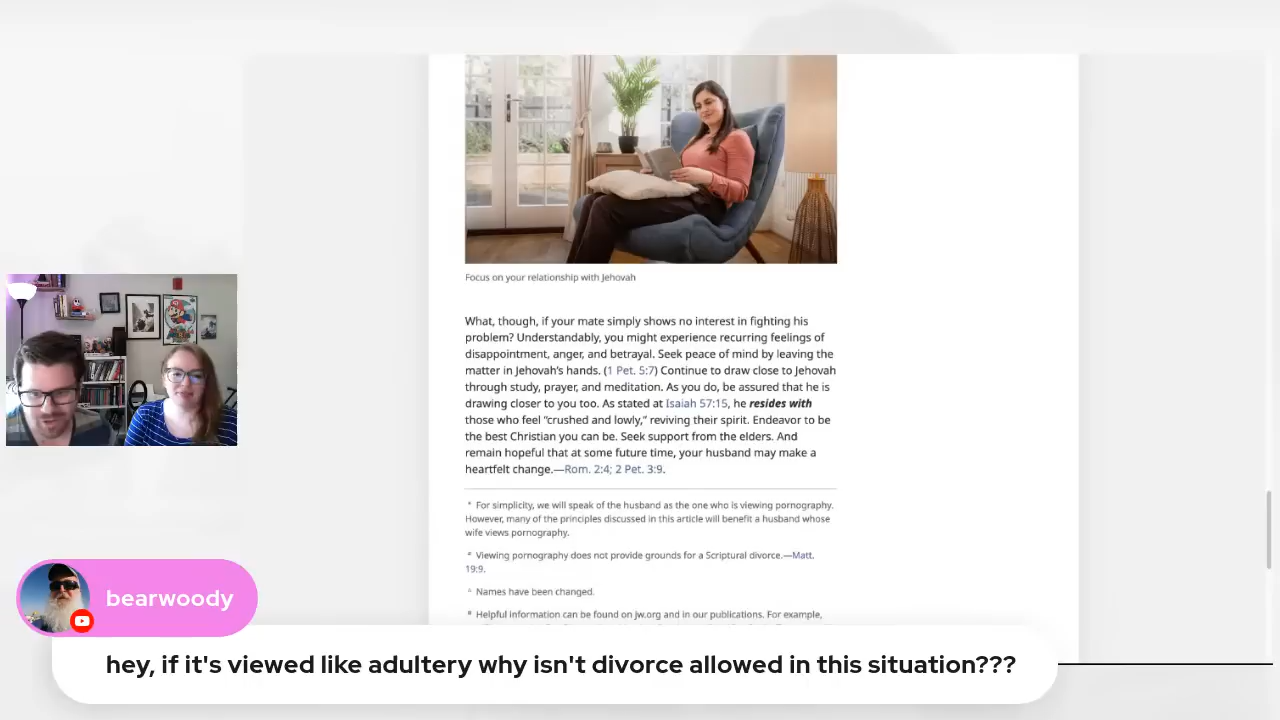 Focus on your relationship with Jehovah
What, though, if your mate simply shows no interest in fighting his
problem? Understandably, you might experience recurring feelings of
disappointment, anger, and betrayal. Seek peace of mind by leaving the
matter in Jehovah's hands. (1 Pet. 5:7) Continue to draw close to Jehovah
through study, prayer, and meditation. As you do, be assured that he is
drawing closer to you too. As stated at Isaiah 57:15, he resides with
those who feel “crushed and lowly,” reviving their spirit. Endeavor to be
the best Christian you can be. Seek support from the elders. And
remain hopeful that at some future time, your husband may make a
heartfelt change.—Rom. 2:4; 2 Pet. 3:9.
* For simplicity, we will speak of the husband as the one who is viewing pornography.
However, many of the principles discussed in this article will benefit a husband whose
wife views pornography.
Viewing pornography does not provide grounds for a Scriptural divorce.—Matt.
19:9.
Names have been changed.
Helpful information can be found on jw.org and in our publications. For example,
bearwoody
hey, if it's viewed like adultery why isn't divorce allowed in this situation???